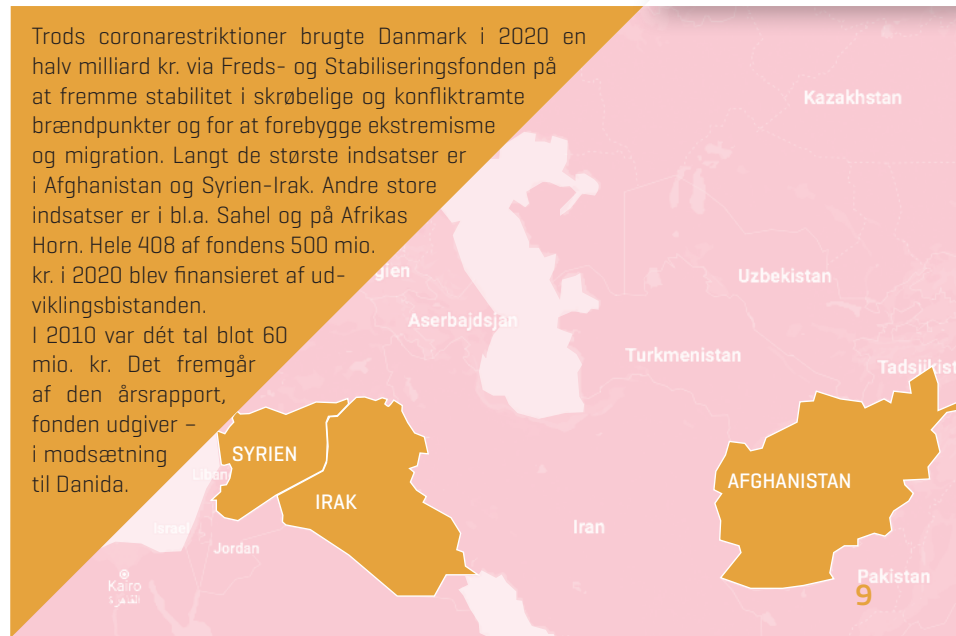 Trods coronarestriktioner brugte Danmark i 2020 en
halv milliard kr. via Freds- og Stabiliseringsfonden på
at fremme stabilitet i skrøbelige og konfliktramte
brændpunkter og for at forebygge ekstremisme
og migration. Langt de største indsatser er
i Afghanistan og Syrien-Irak. Andre store
indsatser er i bl.a. Sahel og på Afrikas
Horn. Hele 408 af fondens 500 mio.
kr. i 2020 blev finansieret af ud-
viklingsbistanden.
I 2010 var dét tal blot 60
mio. kr. Det fremgår
af den årsrapport,
fonden udgiver –
i modsætning
til Danida.
Kazakhstan
gien
Uzbekistan
Aserbajdsjan
Turkmenistan
Tadsjikist
SYRIEN
Liban
AFGHANISTAN
IRAK
Israel
Iran
Jordan
Pakistan
Kairo
القاهرة
9